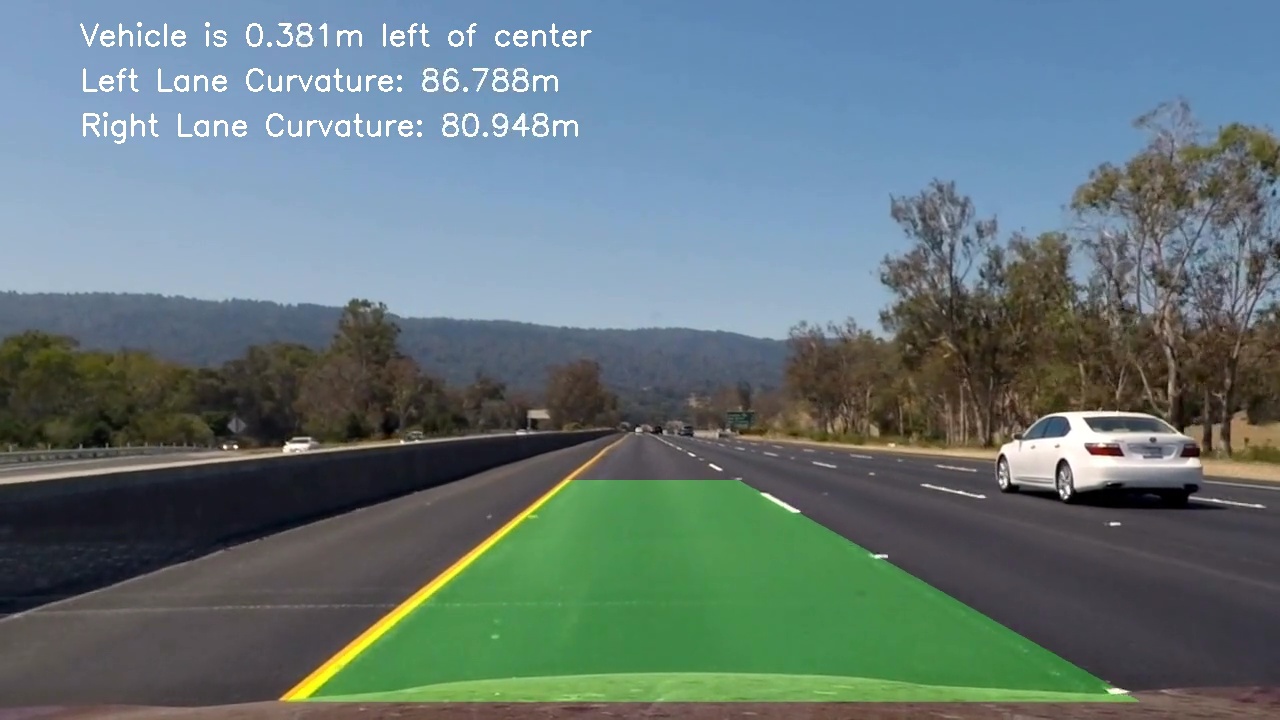 Vehicle is 0.381m left of center
Left Lane Curvature: 86.788m
Right Lane Curvature: 80.948m